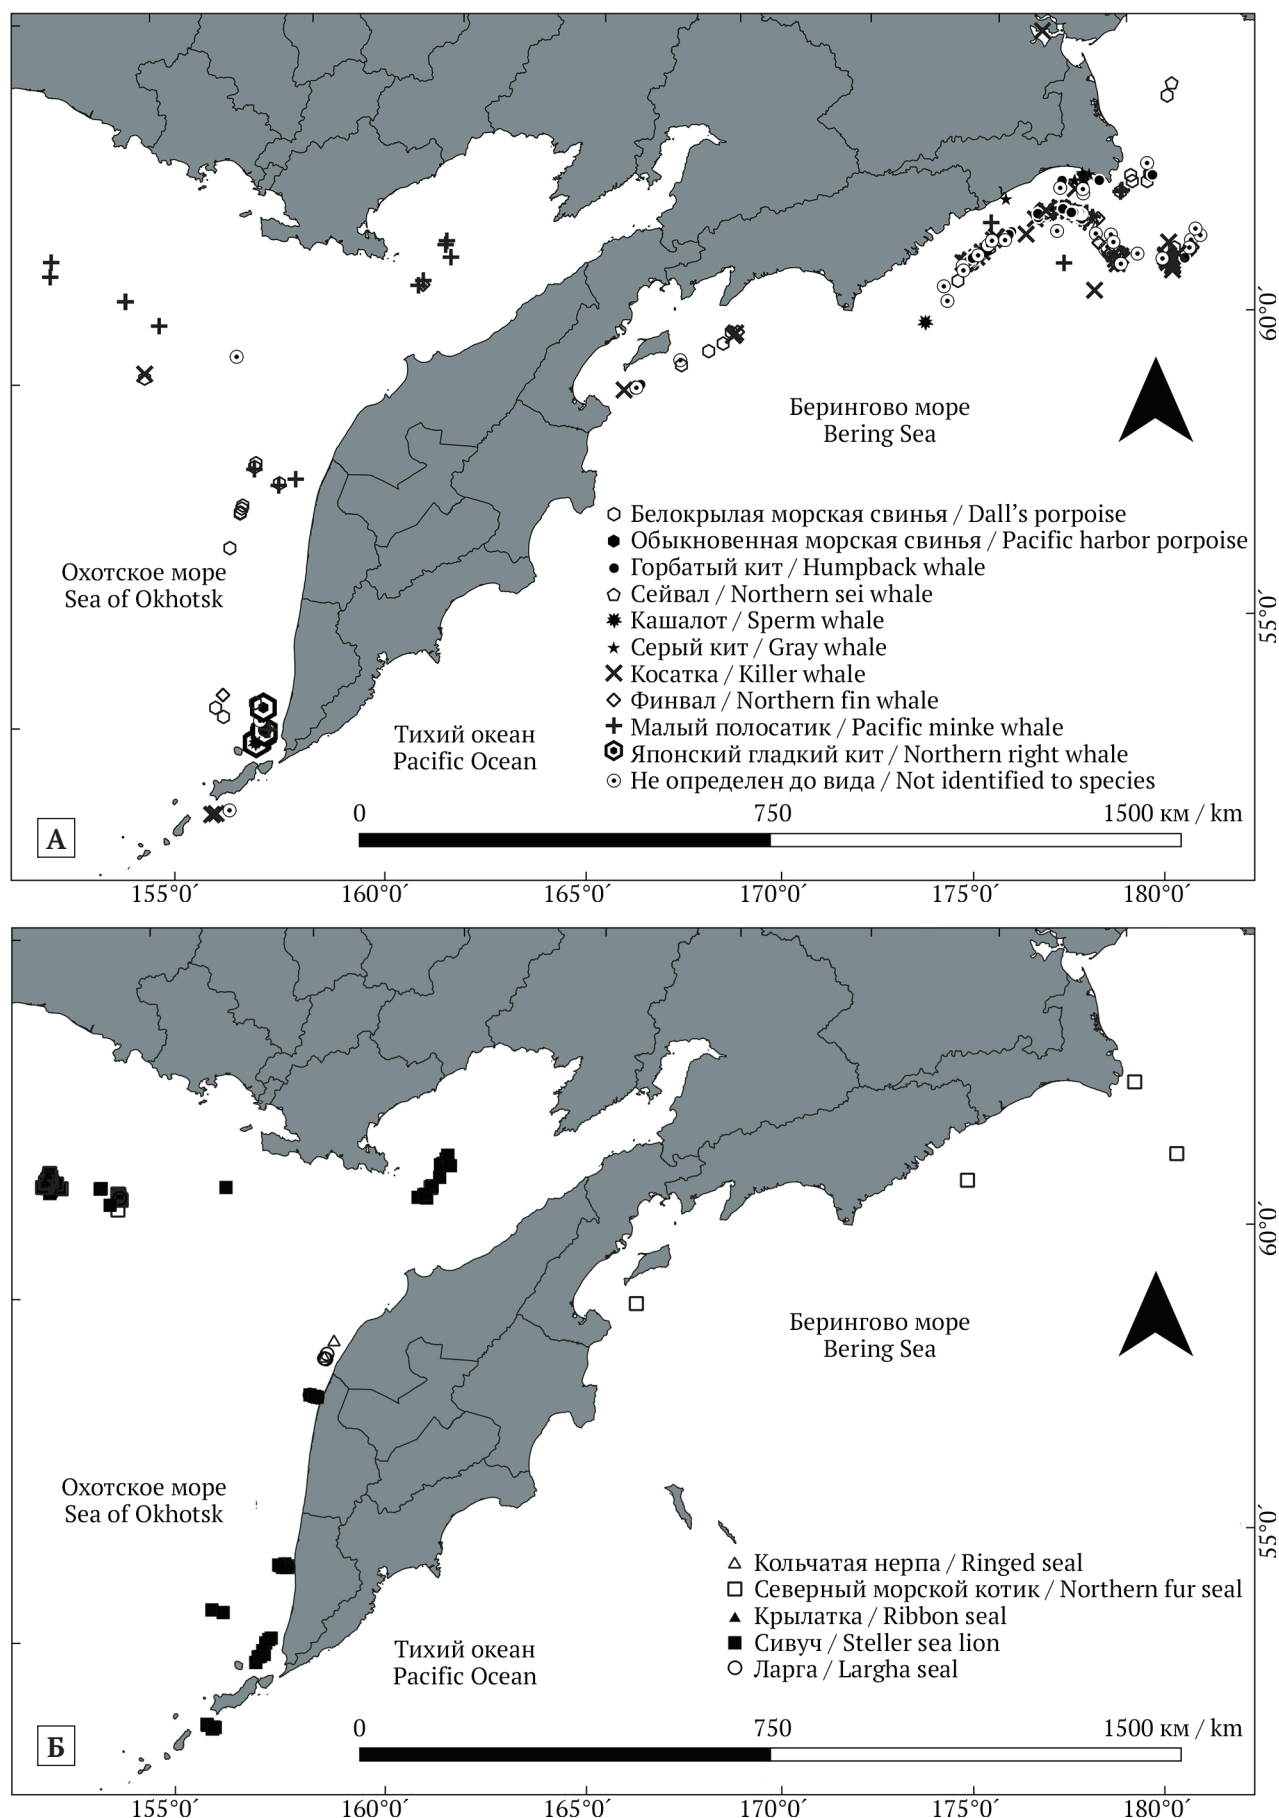 60°0′
Берингово море
Bering Sea
Белокрылая морская свинья / Dall’s porpoise
Обыкновенная морская свинья / Pacific harbor porpoise
Горбатый кит / Humpback whale
Сейвал / Northern sei whale
Кашалот / Sperm whale
Серый кит / Gray whale
Косатка / Killer whale
Финвал / Northern fin whale
Малый полосатик / Pacific minke whale
Японский гладкий кит / Northern right whale
Не определен до вида / Not identified to species
Охотское море
Sea of Okhotsk
55°0′
Тихий океан
Pacific Ocean
0 750 1500 км / km
А
155°0′ 160°0′ 165°0′ 170°0′ 175°0′ 180°0′
60°0′
Берингово море
Bering Sea
Охотское море
Sea of Okhotsk
55°0′
Кольчатая нерпа / Ringed seal
Северный морской котик / Northern fur seal
Крылатка / Ribbon seal
Сивуч / Steller sea lion
Ларга / Largha seal
Тихий океан
Pacific Ocean
0 750 1500 км / km
Б
155°0′ 160°0′ 165°0′ 170°0′ 175°0′ 180°0′